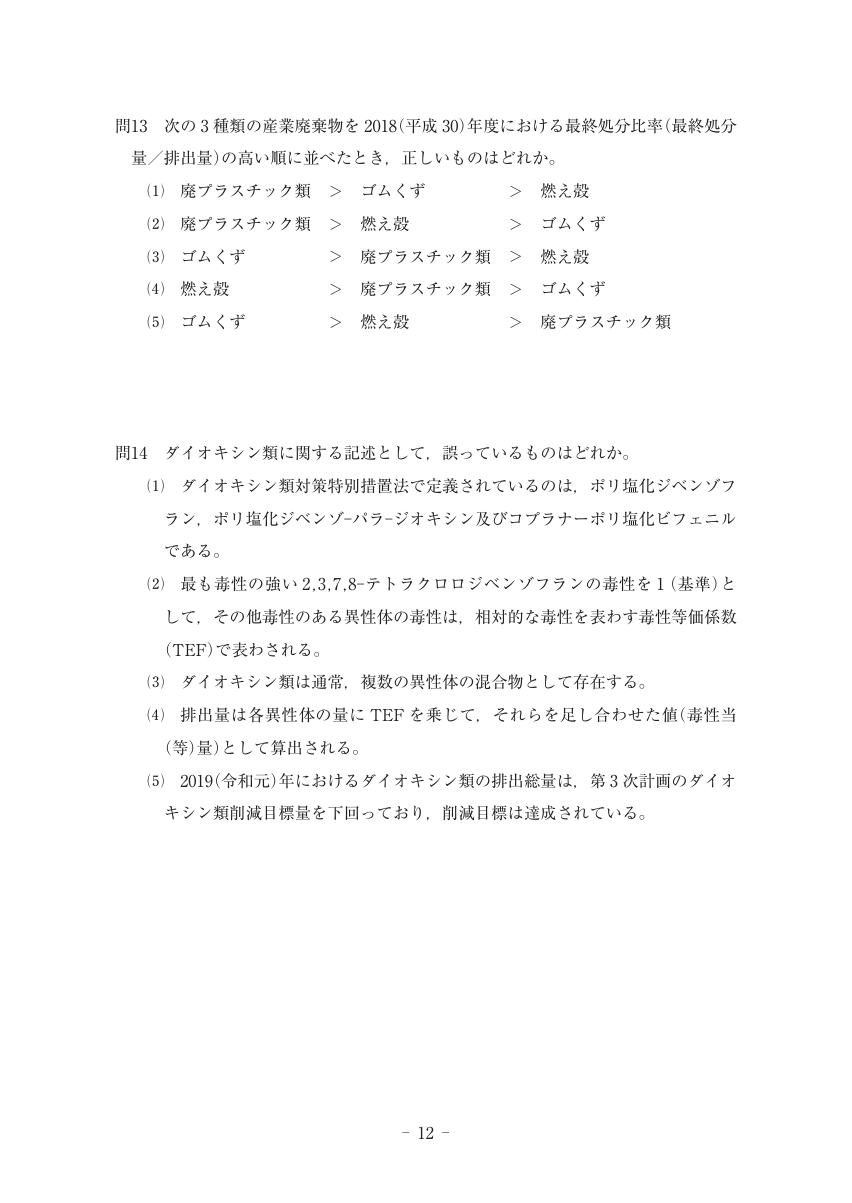 問13 次の3種類の産業廃棄物を2018(平成30)年度における最終処分比率(最終処分
量／排出量)の高い順に並べたとき，正しいものはどれか。
⑴ 廃プラスチック類 ＞ ゴムくず ＞ 燃え殻
⑵ 廃プラスチック類 ＞ 燃え殻 ＞ ゴムくず
⑶ ゴムくず ＞ 廃プラスチック類 ＞ 燃え殻
⑷ 燃え殻 ＞ 廃プラスチック類 ＞ ゴムくず
⑸ ゴムくず ＞ 燃え殻 ＞ 廃プラスチック類
問14 ダイオキシン類に関する記述として，誤っているものはどれか。
⑴ ダイオキシン類対策特別措置法で定義されているのは，ポリ塩化ジベンゾフ
ラン，ポリ塩化ジベンゾ-パラ-ジオキシン及びコプラナーポリ塩化ビフェニル
である。
⑵ 最も毒性の強い2,3,7,8-テトラクロロジベンゾフランの毒性を1(基準)と
して，その他毒性のある異性体の毒性は，相対的な毒性を表わす毒性等価係数
(TEF)で表わされる。
⑶ ダイオキシン類は通常，複数の異性体の混合物として存在する。
⑷ 排出量は各異性体の量にTEFを乗じて，それらを足し合わせた値(毒性当
(等)量)として算出される。
⑸ 2019(令和元)年におけるダイオキシン類の排出総量は，第3次計画のダイオ
キシン類削減目標量を下回っており，削減目標は達成されている。
- 12 -